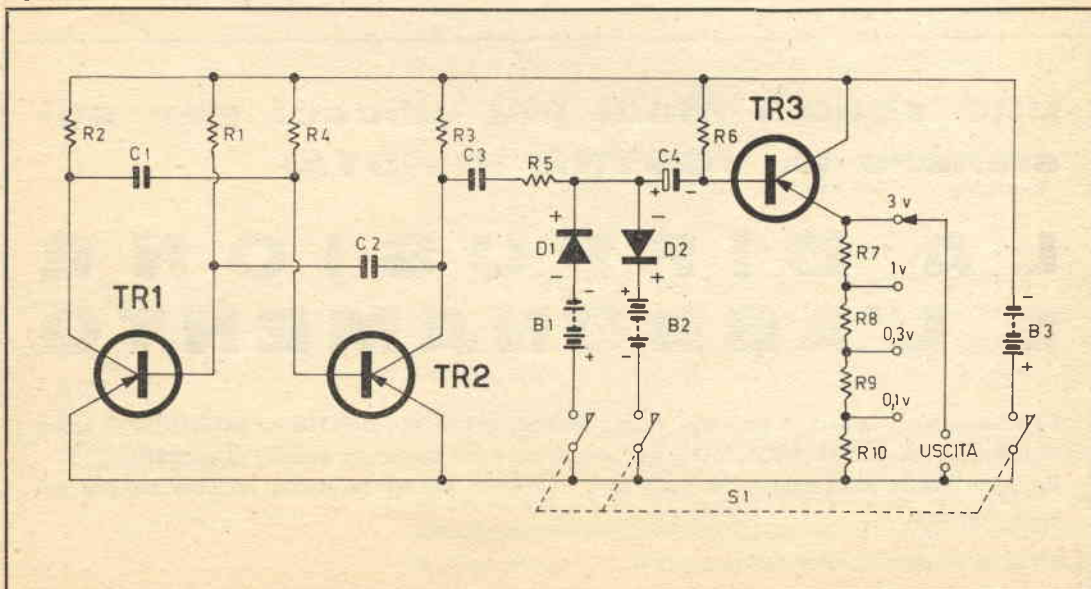 R2
R1
R4
R3
R6
TR3
C1
C3
R5
C4
+
-
3 v
+
-
D1
D2
R7
1v
C2
-
+
-
+
-
TR1
B1
B2
R8
B3
0,3v
+
-
+
TR2
R9
0,1v
R10
USCITA
S1